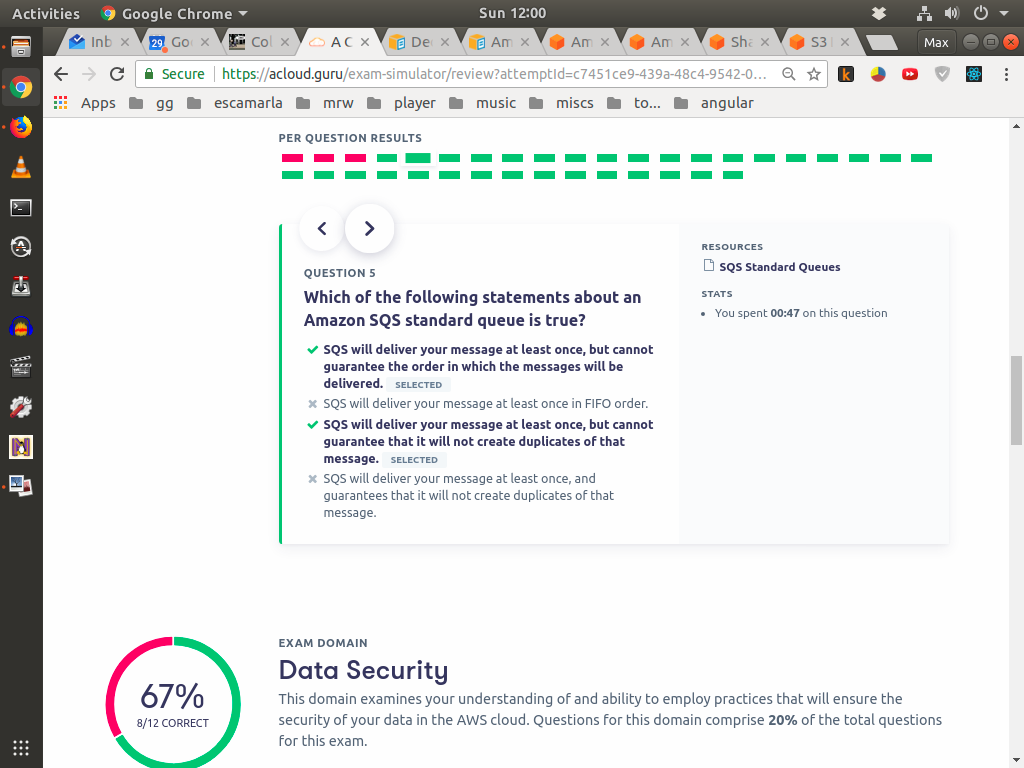 Activities
Google Chrome
Sun 12:00
Inb
29
Go
Col
A C
De
Am
Am
Am
Sha
S3
Max
Secure
https://acloud.guru/exam-simulator/review?attemptId=c7451ce9-439a-48c4-9542-0...
Apps
gg
escamarla
mrw
player
music
miscs
to...
angular
PER QUESTION RESULTS
QUESTION 5
Which of the following statements about an
Amazon SQS standard queue is true?
SQS will deliver your message at least once, but cannot
guarantee the order in which the messages will be
delivered. SELECTED
SQS will deliver your message at least once in FIFO order.
SQS will deliver your message at least once, but cannot
guarantee that it will not create duplicates of that
message. SELECTED
SQS will deliver your message at least once, and
guarantees that it will not create duplicates of that
message.
RESOURCES
SQS Standard Queues
STATS
• You spent 00:47 on this question
67%
8/12 CORRECT
EXAM DOMAIN
Data Security
This domain examines your understanding of and ability to employ practices that will ensure the
security of your data in the AWS cloud. Questions for this domain comprise 20% of the total questions
for this exam.